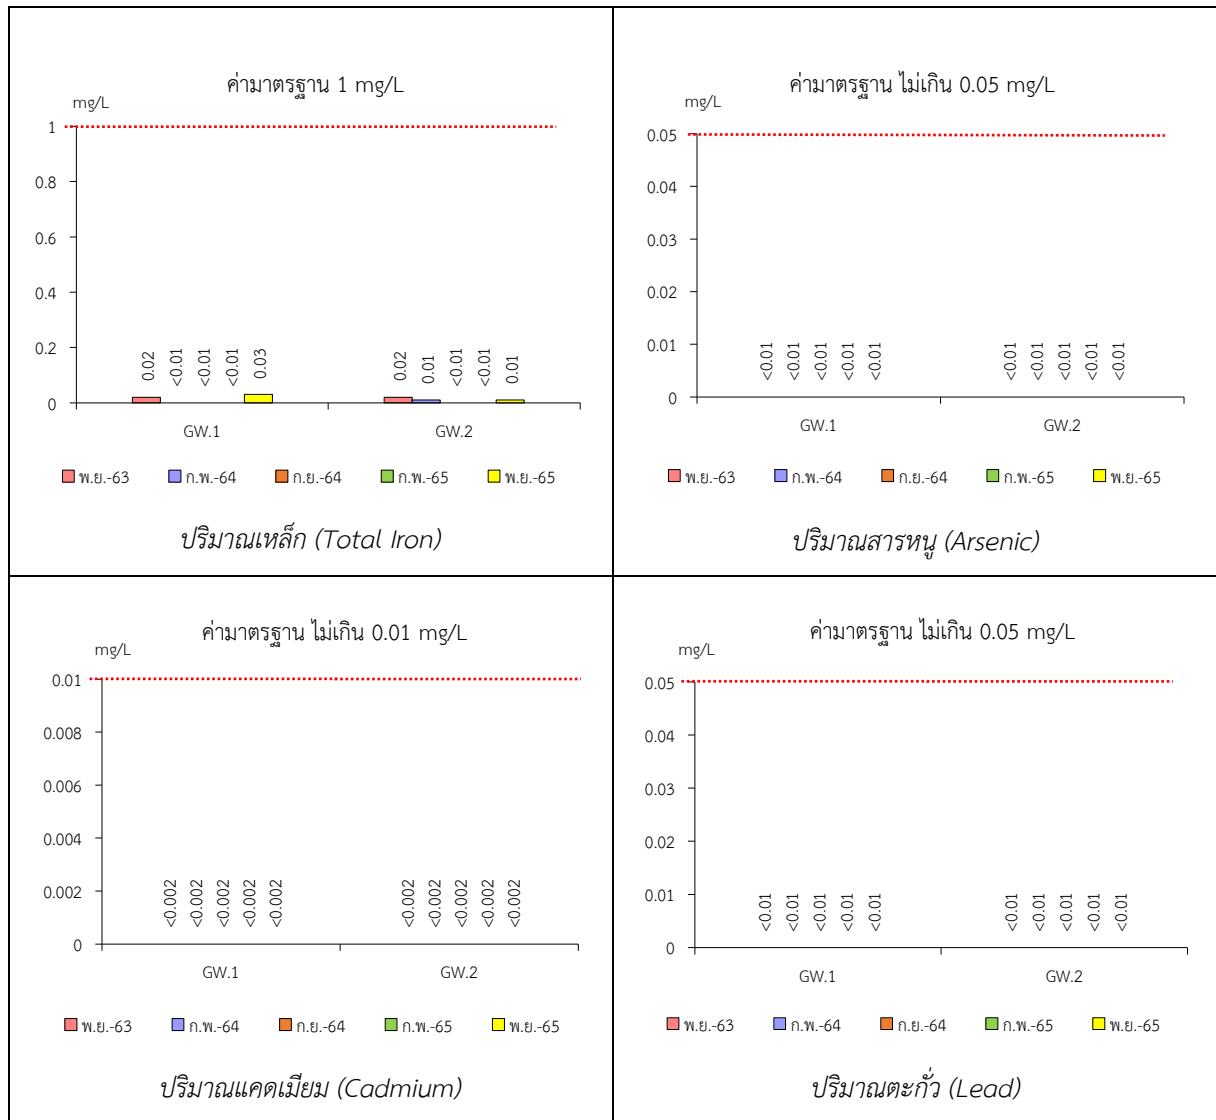 ค่ามาตรฐาน 1 mg/L
mg/L
1
0.8
0.6
0.4
0.2
0
0.02 <0.01 <0.01 <0.01 0.03
0.02 0.01 <0.01 <0.01 0.01
GW.1 GW.2
พ.ย.-63 ก.พ.-64 ก.ย.-64 ก.พ.-65 พ.ย.-65
ปริมาณเหล็ก (Total Iron)
ค่ามาตรฐาน ไม่เกิน 0.05 mg/L
mg/L
0.05
0.04
0.03
0.02
0.01
0
<0.01 <0.01 <0.01 <0.01 <0.01
<0.01 <0.01 <0.01 <0.01 <0.01
GW.1 GW.2
พ.ย.-63 ก.พ.-64 ก.ย.-64 ก.พ.-65 พ.ย.-65
ปริมาณสารหนู (Arsenic)
ค่ามาตรฐาน ไม่เกิน 0.01 mg/L
mg/L
0.01
0.008
0.006
0.004
0.002
0
<0.002 <0.002 <0.002 <0.002 <0.002
<0.002 <0.002 <0.002 <0.002 <0.002
GW.1 GW.2
พ.ย.-63 ก.พ.-64 ก.ย.-64 ก.พ.-65 พ.ย.-65
ปริมาณแคดเมียม (Cadmium)
ค่ามาตรฐาน ไม่เกิน 0.05 mg/L
mg/L
0.05
0.04
0.03
0.02
0.01
0
<0.01 <0.01 <0.01 <0.01 <0.01
<0.01 <0.01 <0.01 <0.01 <0.01
GW.1 GW.2
พ.ย.-63 ก.พ.-64 ก.ย.-64 ก.พ.-65 พ.ย.-65
ปริมาณตะกั่ว (Lead)